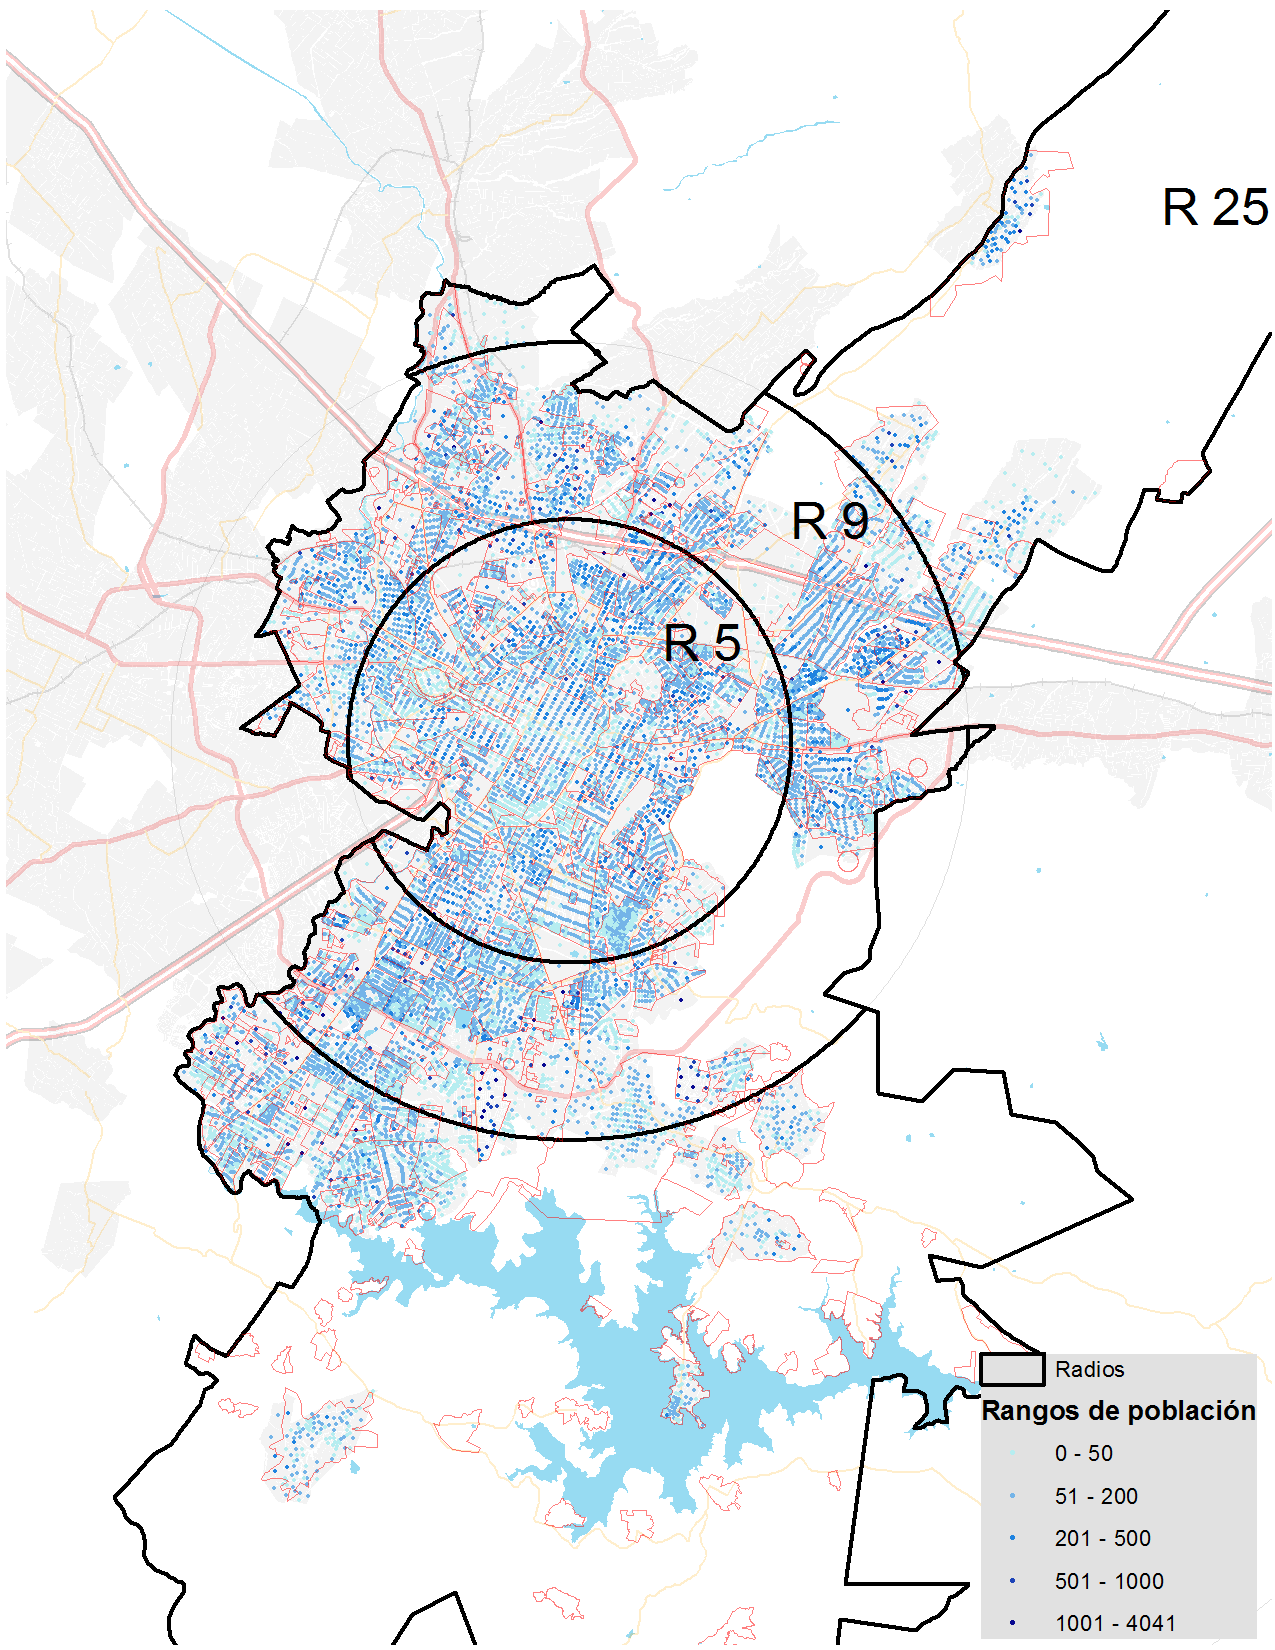 R 25
R 9
R 5
Radios
Rangos de población
0 - 50
51 - 200
201 - 500
501 - 1000
1001 - 4041